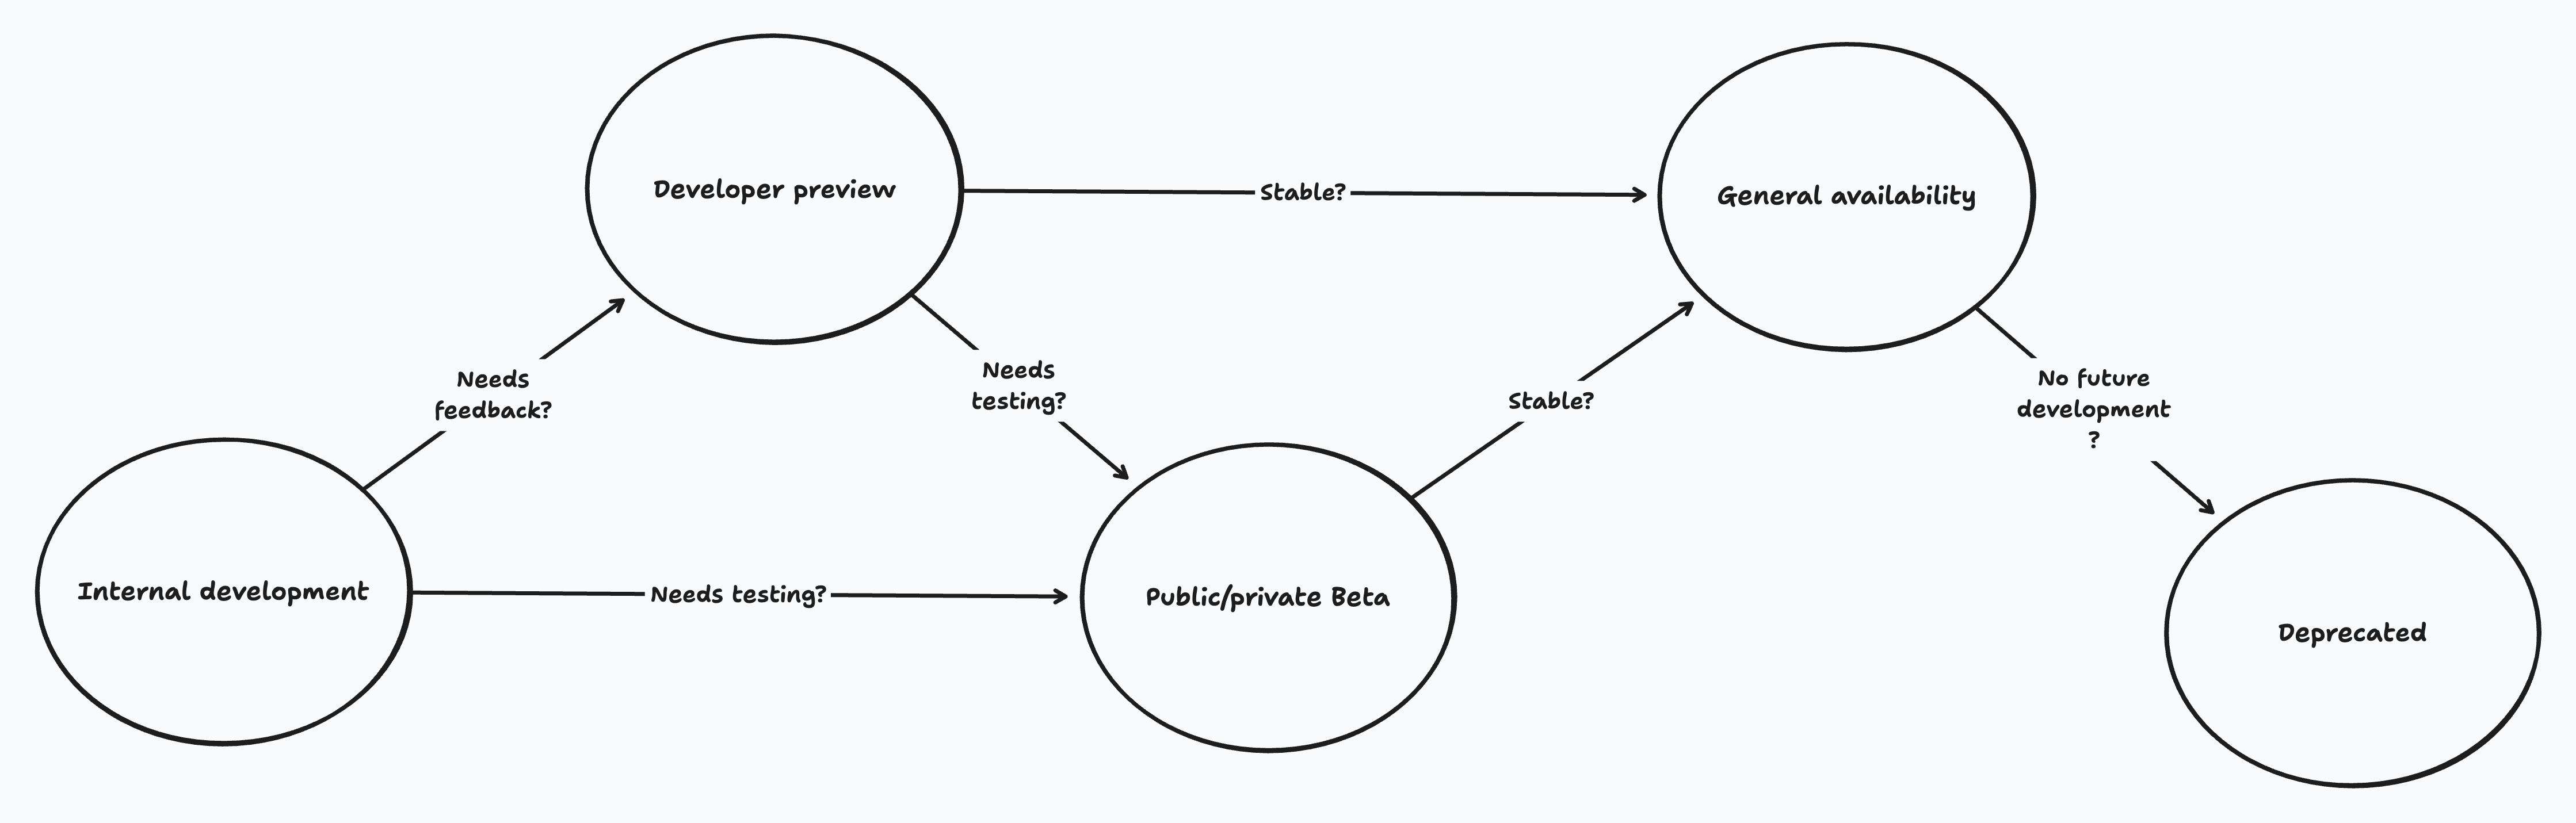 Developer preview
Stable?
General availability
Needs
feedback?
Needs
testing?
Stable?
No future
development
?
Internal development
Needs testing?
Public/private Beta
Deprecated